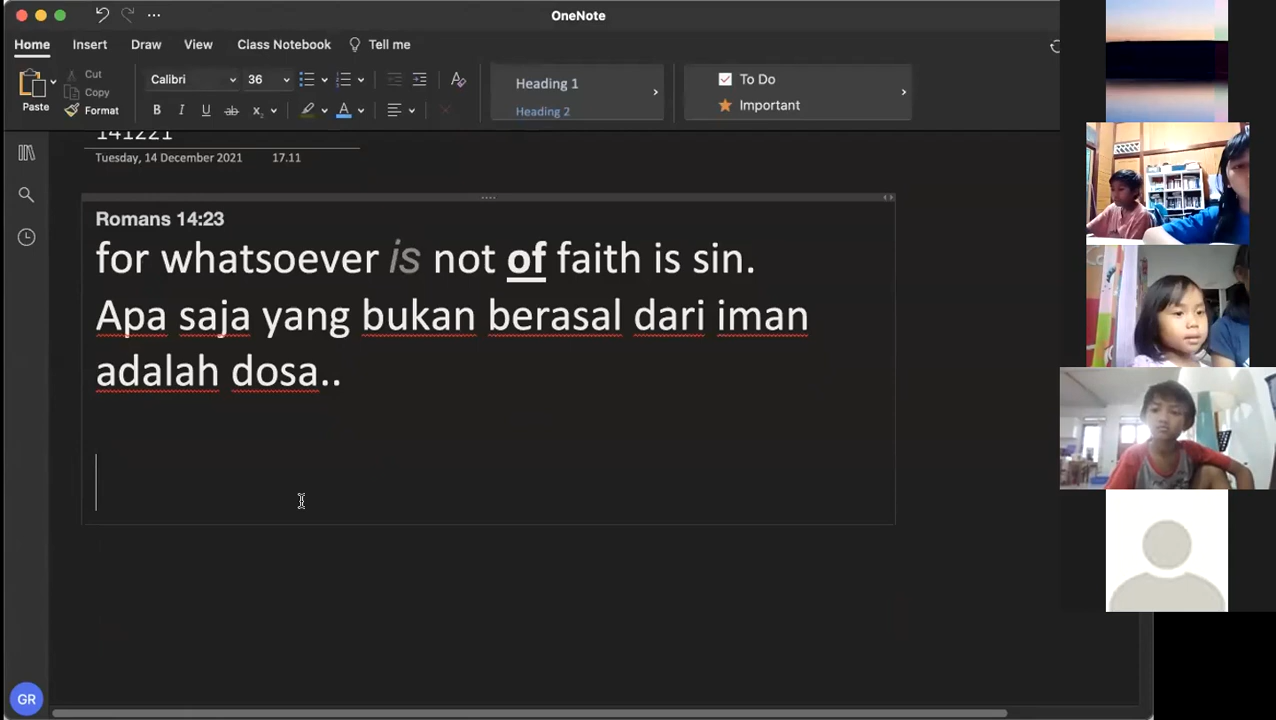 OneNote
Home Insert Draw View Class Notebook Tell me
Paste
Cut
Copy
Format
Calibri 36
B I U ab x A
Heading 1
Heading 2
To Do
Important
141221
Tuesday, 14 December 2021 17.11
Romans 14:23
for whatsoever is not of faith is sin.
Apa saja yang bukan berasal dari iman
adalah dosa..
GR